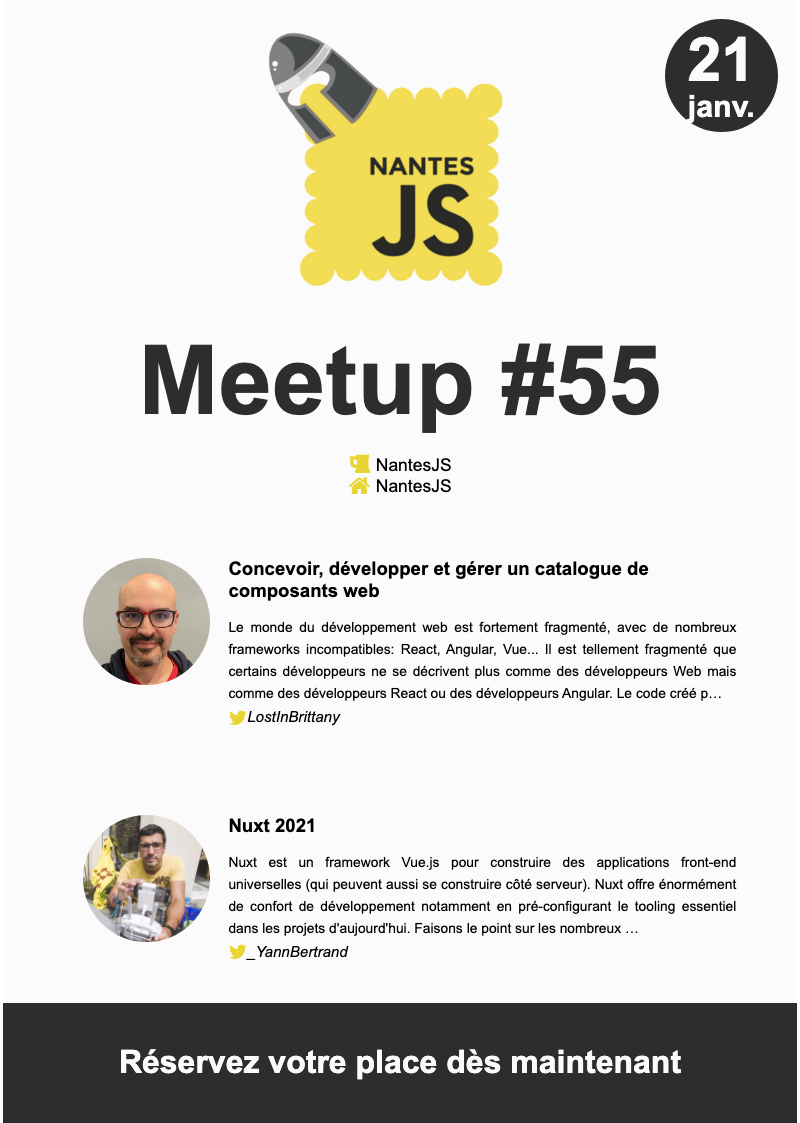 21
janv.
NANTES
JS
Meetup #55
NantesJS
NantesJS
Concevoir, développer et gérer un catalogue de
composants web
Le monde du développement web est fortement fragmenté, avec de nombreux
frameworks incompatibles: React, Angular, Vue... Il est tellement fragmenté que
certains développeurs ne se décrivent plus comme des développeurs Web mais
comme des développeurs React ou des développeurs Angular. Le code créé p…
LostInBrittany
Nuxt 2021
Nuxt est un framework Vue.js pour construire des applications front-end
universelles (qui peuvent aussi se construire côté serveur). Nuxt offre énormément
de confort de développement notamment en pré-configurant le tooling essentiel
dans les projets d'aujourd'hui. Faisons le point sur les nombreux …
_YannBertrand
Réservez votre place dès maintenant